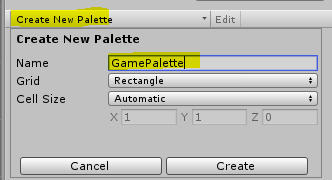 Create New Palette Edit
Create New Palette
Name GamePalette
Grid Rectangle
Cell Size Automatic
X 1 Y 1 Z 0
Cancel Create